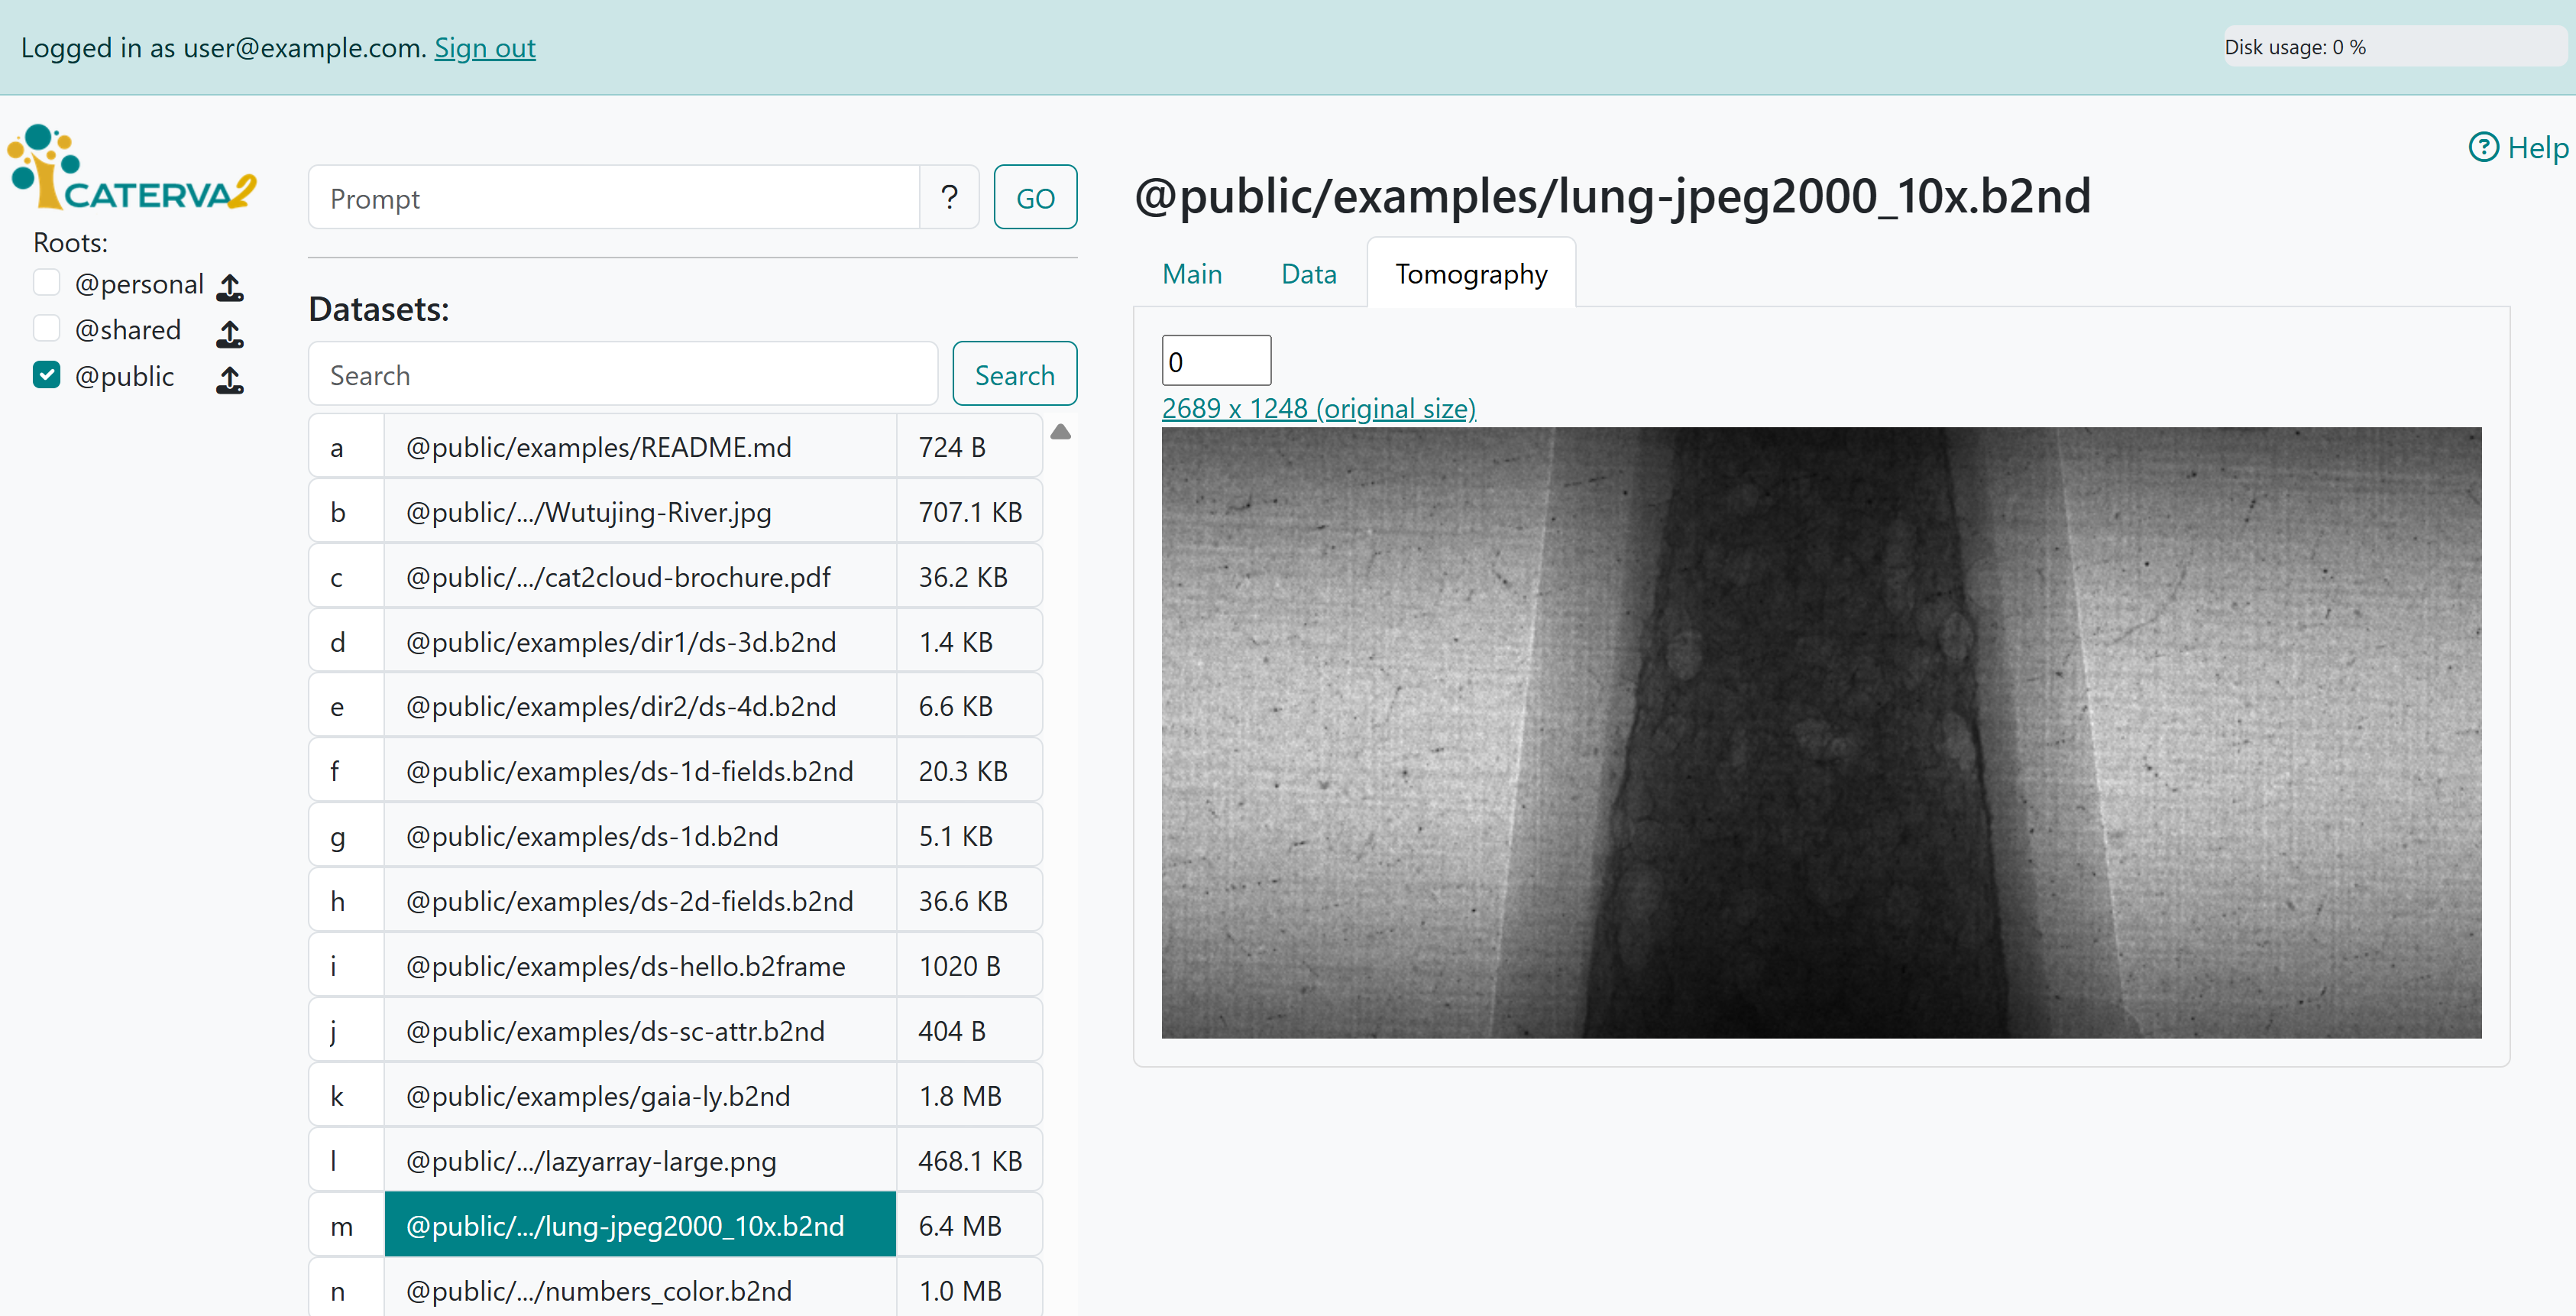 Logged in as user@example.com. Sign out
Disk usage: 0 %
CATERVA2
Roots:
@personal
@shared
@public
Prompt
?
GO
Datasets:
Search
Search
a @public/examples/README.md 724 B
b @public/.../Wutujing-River.jpg 707.1 KB
c @public/.../cat2cloud-brochure.pdf 36.2 KB
d @public/examples/dir1/ds-3d.b2nd 1.4 KB
e @public/examples/dir2/ds-4d.b2nd 6.6 KB
f @public/examples/ds-1d-fields.b2nd 20.3 KB
g @public/examples/ds-1d.b2nd 5.1 KB
h @public/examples/ds-2d-fields.b2nd 36.6 KB
i @public/examples/ds-hello.b2frame 1020 B
j @public/examples/ds-sc-attr.b2nd 404 B
k @public/examples/gaia-ly.b2nd 1.8 MB
l @public/.../lazyarray-large.png 468.1 KB
m @public/.../lung-jpeg2000_10x.b2nd 6.4 MB
n @public/.../numbers_color.b2nd 1.0 MB
? Help
@public/examples/lung-jpeg2000_10x.b2nd
Main Data Tomography
0
2689 x 1248 (original size)